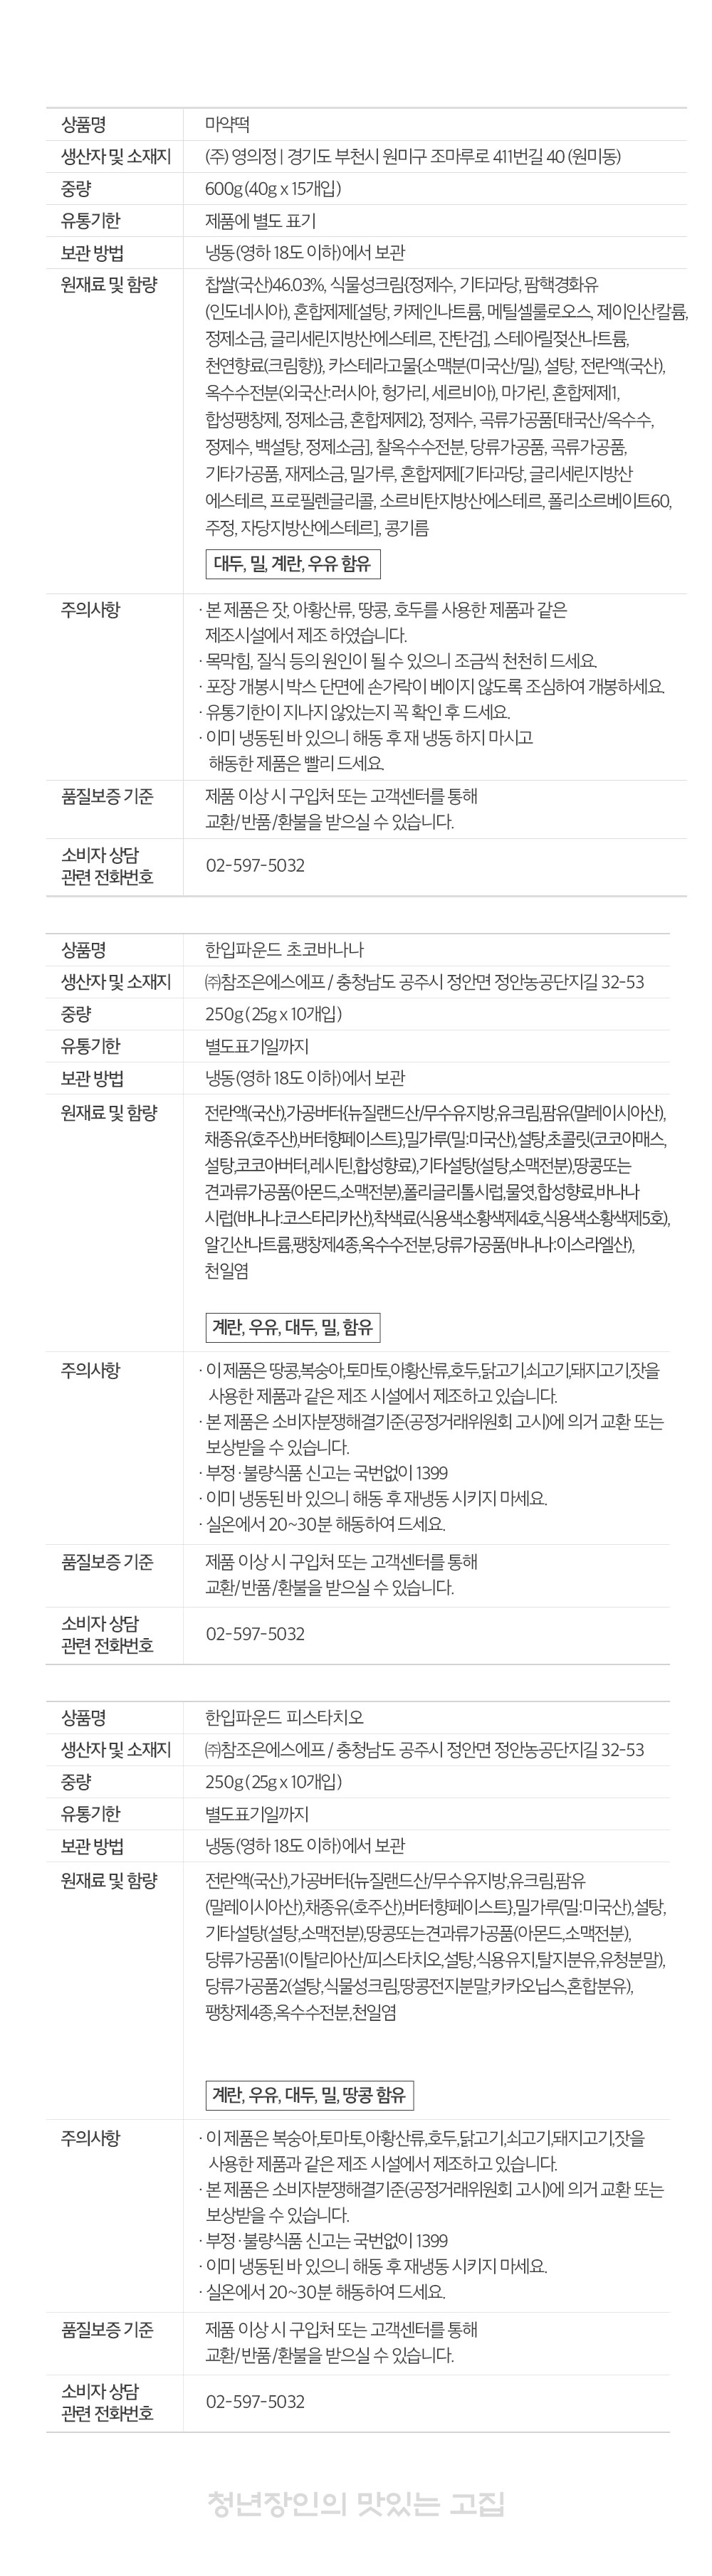 상품명 마약떡
생산자 및 소재지 (주) 영의정 | 경기도 부천시 원미구 조마루로 411번길 40 (원미동)
중량 600g (40g x 15개입)
유통기한 제품에 별도 표기
보관 방법 냉동(영하 18도 이하)에서 보관
원재료 및 함량 찹쌀(국산)46.03%, 식물성크림{정제수, 기타과당, 팜핵경화유
(인도네시아), 혼합제제[설탕, 카제인나트륨, 메틸셀룰로오스, 제이인산칼륨,
정제소금, 글리세린지방산에스테르, 잔탄검], 스테아릴젖산나트륨,
천연향료(크림향)}, 카스테라고물{소맥분(미국산/밀), 설탕, 전란액(국산),
옥수수전분(외국산:러시아, 헝가리, 세르비아), 마가린, 혼합제제1,
합성팽창제, 정제소금, 혼합제제2}, 정제수, 곡류가공품[태국산/옥수수,
정제수, 백설탕, 정제소금], 찰옥수수전분, 당류가공품, 곡류가공품,
기타가공품, 재제소금, 밀가루, 혼합제제[기타과당, 글리세린지방산
에스테르, 프로필렌글리콜, 소르비탄지방산에스테르, 폴리소르베이트60,
주정, 자당지방산에스테르], 콩기름
대두, 밀, 계란, 우유 함유
주의사항 · 본 제품은 잣, 아황산류, 땅콩, 호두를 사용한 제품과 같은
제조시설에서 제조 하였습니다.
· 목막힘, 질식 등의 원인이 될 수 있으니 조금씩 천천히 드세요.
· 포장 개봉시 박스 단면에 손가락이 베이지 않도록 조심하여 개봉하세요.
· 유통기한이 지나지 않았는지 꼭 확인 후 드세요.
· 이미 냉동된 바 있으니 해동 후 재 냉동 하지 마시고
해동한 제품은 빨리 드세요.
품질보증 기준 제품 이상 시 구입처 또는 고객센터를 통해
교환/반품/환불을 받으실 수 있습니다.
소비자 상담
관련 전화번호 02-597-5032
상품명 한입파운드 초코바나나
생산자 및 소재지 ㈜참조은에스에프 / 충청남도 공주시 정안면 정안농공단지길 32-53
중량 250g ( 25g x 10개입)
유통기한 별도표기일까지
보관 방법 냉동(영하 18도 이하)에서 보관
원재료 및 함량 전란액(국산),가공버터{뉴질랜드산/무수유지방,유크림,팜유(말레이시아산),
채종유(호주산),버터향페이스트},밀가루(밀:미국산),설탕,초콜릿(코코아매스,
설탕,코코아버터,레시틴,합성향료),기타설탕(설탕,소맥전분),땅콩또는
견과류가공품(아몬드,소맥전분),폴리글리톨시럽,물엿,합성향료,바나나
시럽(바나나:코스타리카산),착색료(식용색소황색제4호,식용색소황색제5호),
알긴산나트륨,팽창제4종,옥수수전분,당류가공품(바나나:이스라엘산),
천일염
계란, 우유, 대두, 밀, 함유
주의사항 · 이 제품은 땅콩,복숭아,토마토,아황산류,호두,닭고기,쇠고기,돼지고기,잣을
사용한 제품과 같은 제조 시설에서 제조하고 있습니다.
· 본 제품은 소비자분쟁해결기준(공정거래위원회 고시)에 의거 교환 또는
보상받을 수 있습니다.
· 부정·불량식품 신고는 국번없이 1399
· 이미 냉동된 바 있으니 해동 후 재냉동 시키지 마세요.
· 실온에서 20~30분 해동하여 드세요.
품질보증 기준 제품 이상 시 구입처 또는 고객센터를 통해
교환/반품/환불을 받으실 수 있습니다.
소비자 상담
관련 전화번호 02-597-5032
상품명 한입파운드 피스타치오
생산자 및 소재지 ㈜참조은에스에프 / 충청남도 공주시 정안면 정안농공단지길 32-53
중량 250g ( 25g x 10개입)
유통기한 별도표기일까지
보관 방법 냉동(영하 18도 이하)에서 보관
원재료 및 함량 전란액(국산),가공버터{뉴질랜드산/무수유지방,유크림,팜유
(말레이시아산),채종유(호주산),버터향페이스트},밀가루(밀:미국산),설탕,
기타설탕(설탕,소맥전분),땅콩또는견과류가공품(아몬드,소맥전분),
당류가공품1(이탈리아산/피스타치오,설탕,식용유지,탈지분유,유청분말),
당류가공품2(설탕,식물성크림,땅콩전지분말,카카오닙스,혼합분유),
팽창제4종,옥수수전분,천일염
계란, 우유, 대두, 밀, 땅콩 함유
주의사항 · 이 제품은 복숭아,토마토,아황산류,호두,닭고기,쇠고기,돼지고기,잣을
사용한 제품과 같은 제조 시설에서 제조하고 있습니다.
· 본 제품은 소비자분쟁해결기준(공정거래위원회 고시)에 의거 교환 또는
보상받을 수 있습니다.
· 부정·불량식품 신고는 국번없이 1399
· 이미 냉동된 바 있으니 해동 후 재냉동 시키지 마세요.
· 실온에서 20~30분 해동하여 드세요.
품질보증 기준 제품 이상 시 구입처 또는 고객센터를 통해
교환/반품/환불을 받으실 수 있습니다.
소비자 상담
관련 전화번호 02-597-5032
청년장인의 맛있는 고집